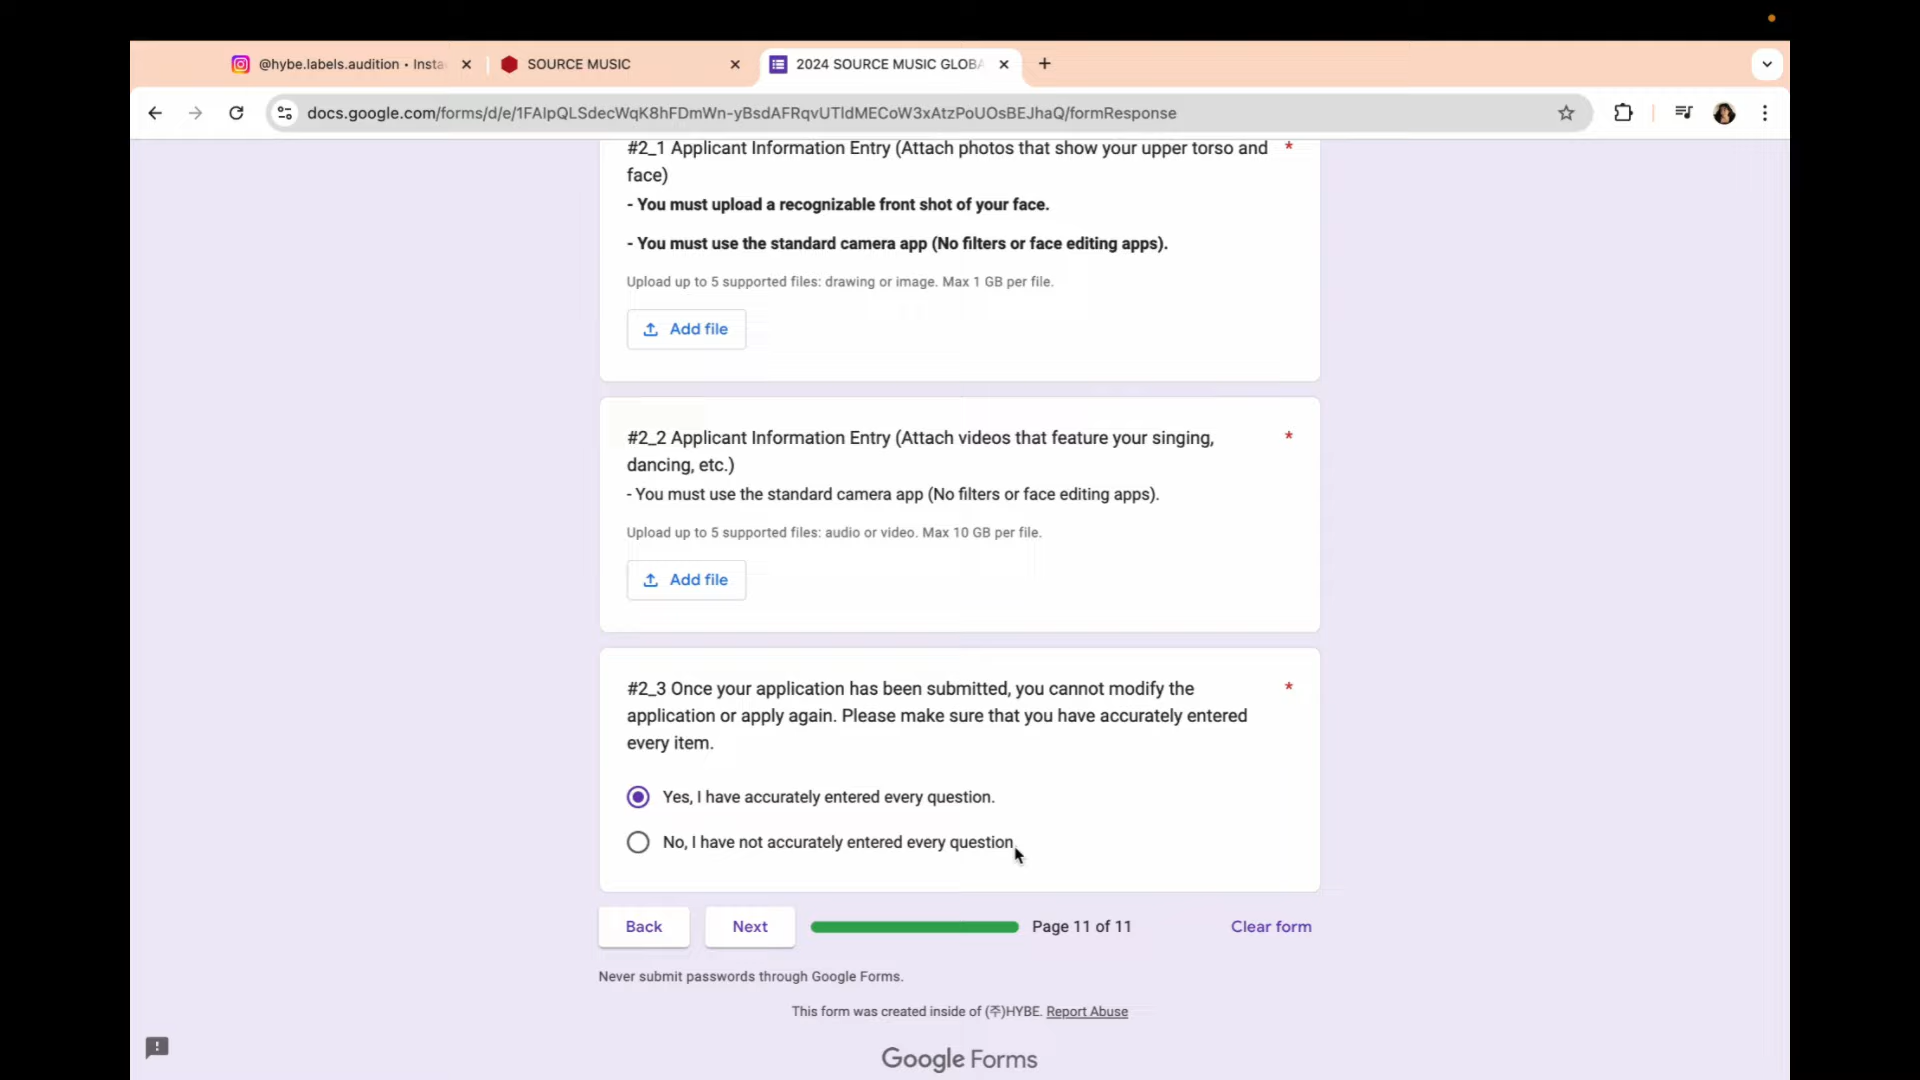 @hybe.labels.audition • Insta
SOURCE MUSIC
2024 SOURCE MUSIC GLOBA
docs.google.com/forms/d/e/1FAIpQLSdecWqK8hFDmWn-yBsdAFRqvUTldMECoW3xAtzPoUOsBEJhaQ/formResponse
#2_1 Applicant Information Entry (Attach photos that show your upper torso and *
face)
- You must upload a recognizable front shot of your face.
- You must use the standard camera app (No filters or face editing apps).
Upload up to 5 supported files: drawing or image. Max 1 GB per file.
Add file
#2_2 Applicant Information Entry (Attach videos that feature your singing, *
dancing, etc.)
- You must use the standard camera app (No filters or face editing apps).
Upload up to 5 supported files: audio or video. Max 10 GB per file.
Add file
#2_3 Once your application has been submitted, you cannot modify the *
application or apply again. Please make sure that you have accurately entered
every item.
Yes, I have accurately entered every question.
No, I have not accurately entered every question.
Back
Next
Page 11 of 11
Clear form
Never submit passwords through Google Forms.
This form was created inside of (주)HYBE. Report Abuse
Google Forms